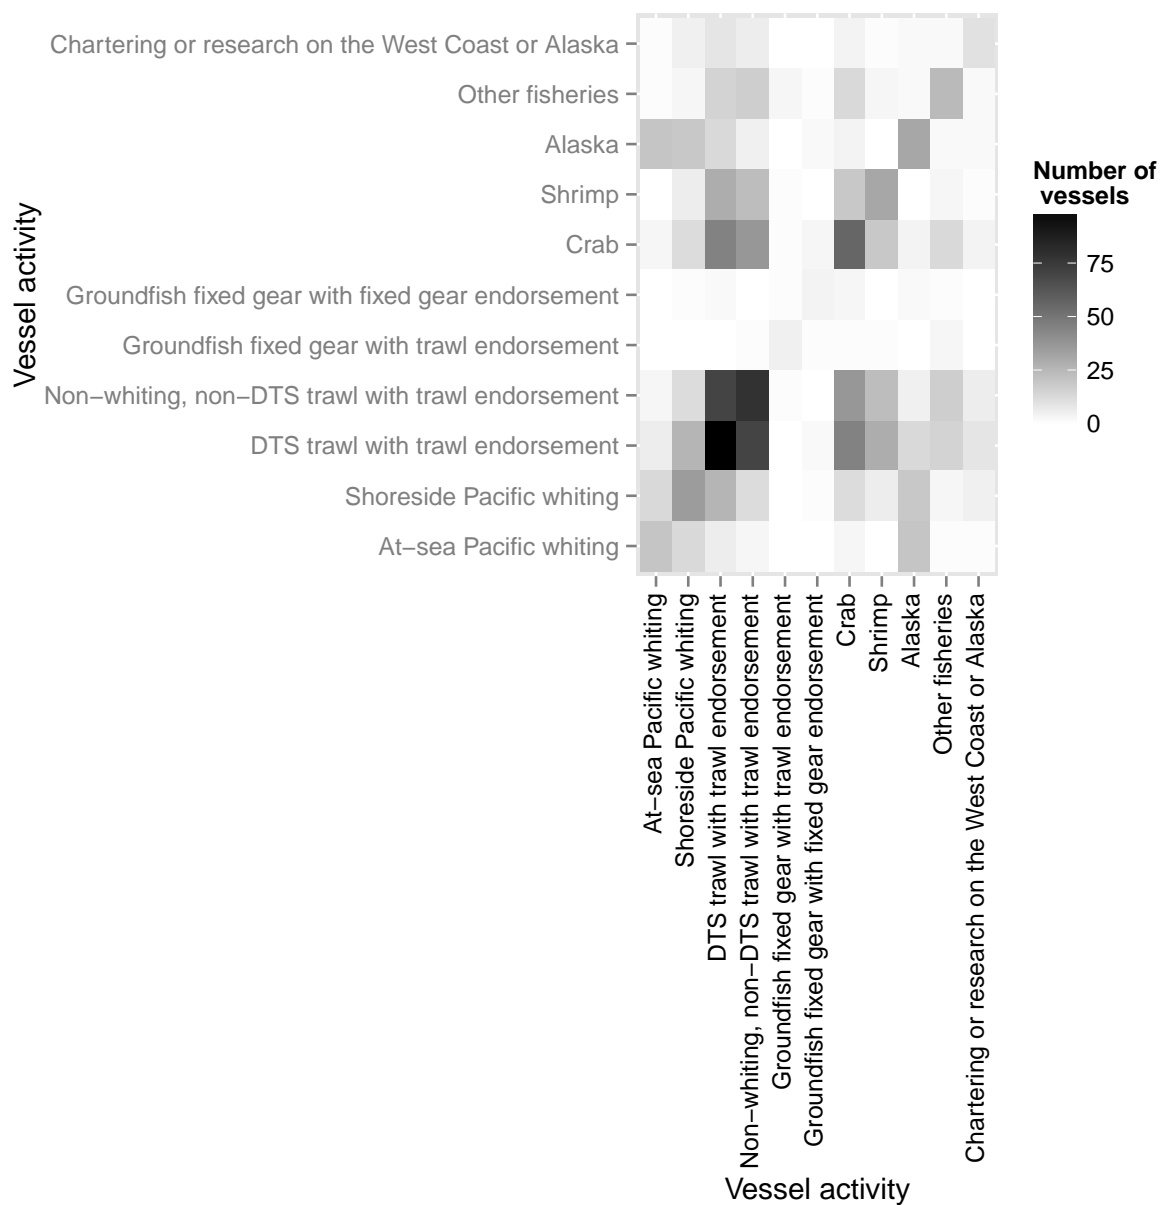 Chartering or research on the West Coast or Alaska
Other fisheries
Alaska
Shrimp
Crab
Groundfish fixed gear with fixed gear endorsement
Groundfish fixed gear with trawl endorsement
Non−whiting, non−DTS trawl with trawl endorsement
DTS trawl with trawl endorsement
Shoreside Pacific whiting
At−sea Pacific whiting
Vessel activity
At−sea Pacific whiting
Shoreside Pacific whiting
DTS trawl with trawl endorsement
Non−whiting, non−DTS trawl with trawl endorsement
Groundfish fixed gear with trawl endorsement
Groundfish fixed gear with fixed gear endorsement
Crab
Shrimp
Alaska
Other fisheries
Chartering or research on the West Coast or Alaska
Vessel activity
Number of
vessels
75
50
25
0